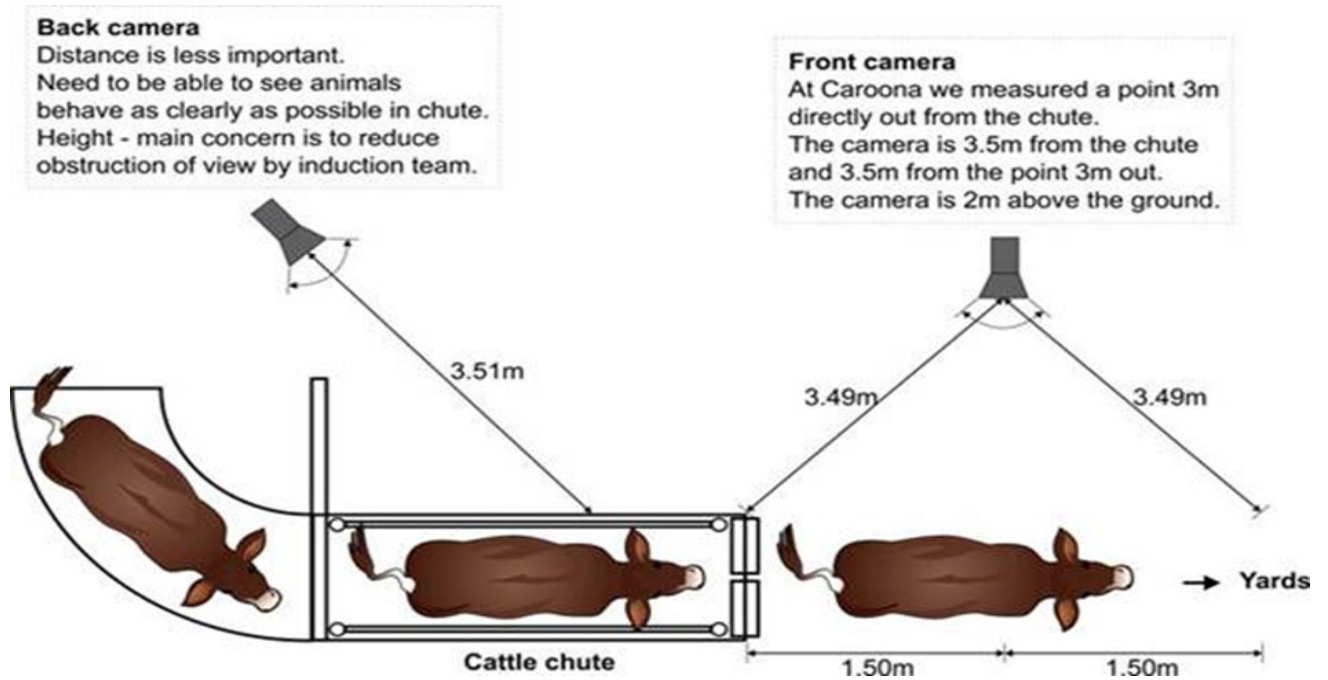 Back camera
Distance is less important.
Need to be able to see animals
behave as clearly as possible in chute.
Height - main concern is to reduce
obstruction of view by induction team.
Front camera
At Caroona we measured a point 3m
directly out from the chute.
The camera is 3.5m from the chute
and 3.5m from the point 3m out.
The camera is 2m above the ground.
3.51m
3.49m
3.49m
Yards
Cattle chute
1.50m
1.50m